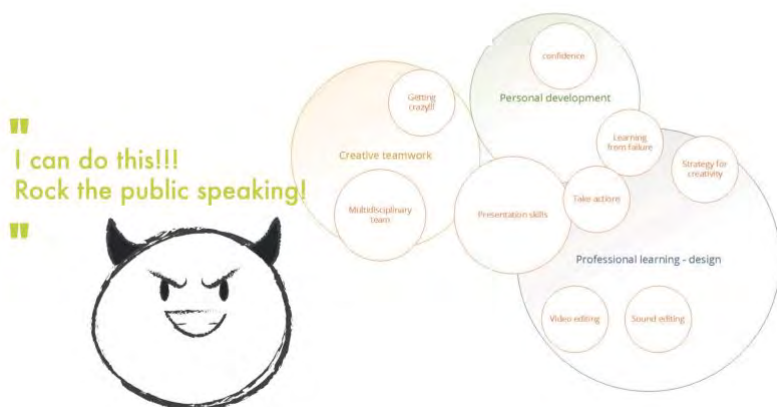 "
I can do this!!!
Rock the public speaking!
"
confidence
Personal development
Getting
crazy!!!
Creative teamwork
Learning
from failure
Strategy for
creativity
Multidisciplinary
team
Presentation skills
Take actions
Professional learning - design
Video editing
Sound editing